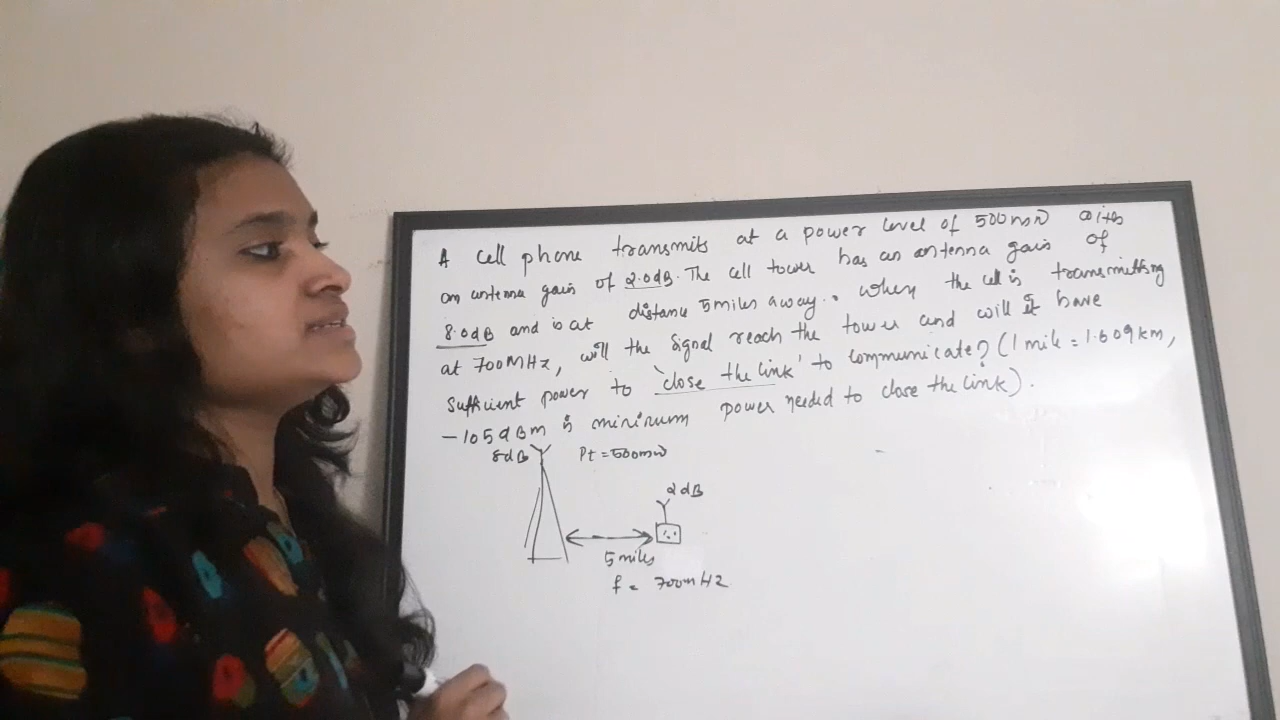 A cell phone transmits at a power level of 500mW with
an antenna gain of 2.0dB. The cell tower has an antenna gain of
8.0dB and is at distance 5miles away. When the cell is transmitting
at 700MHz, will the signal reach the tower and will it have
Sufficient power to 'close the link' to communicate? (1 mile = 1.609km,
-105dBm is minimum power needed to close the link).
8dB Pt = 500mW
2dB
5miles
f = 700mHz